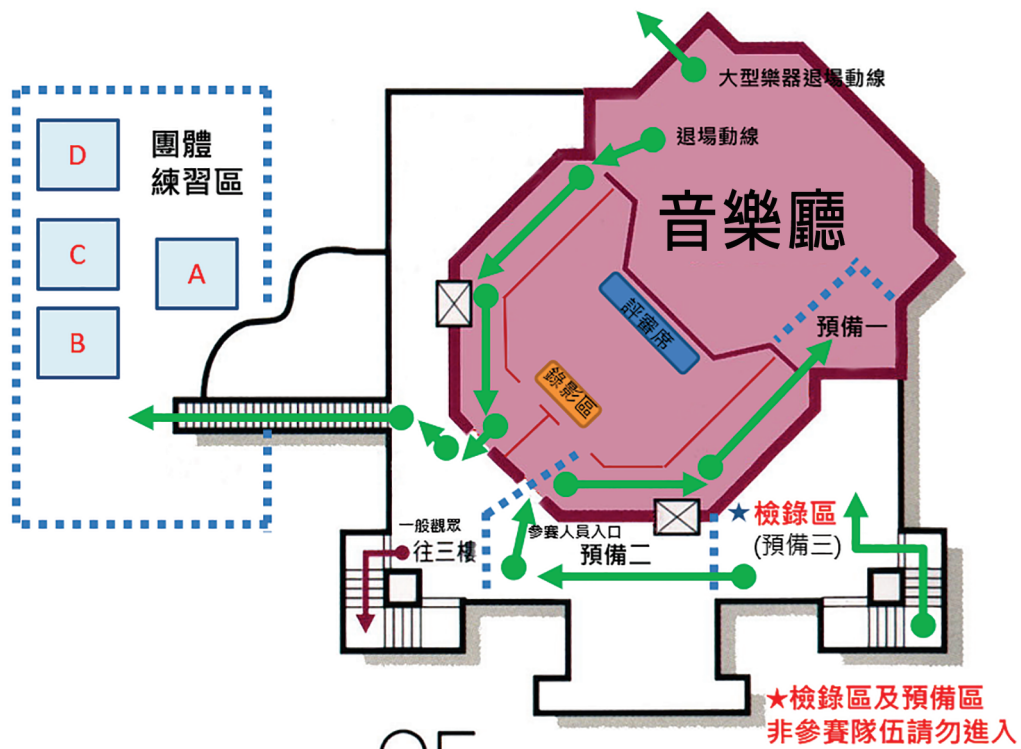 大型樂器退場動線
退場動線
團體
練習區
D
C
A
B
音樂廳
評審席
預備一
錄影區
一般觀眾
往三樓
參賽人員入口
預備二
★檢錄區
(預備三)
★檢錄區及預備區
非參賽隊伍請勿進入